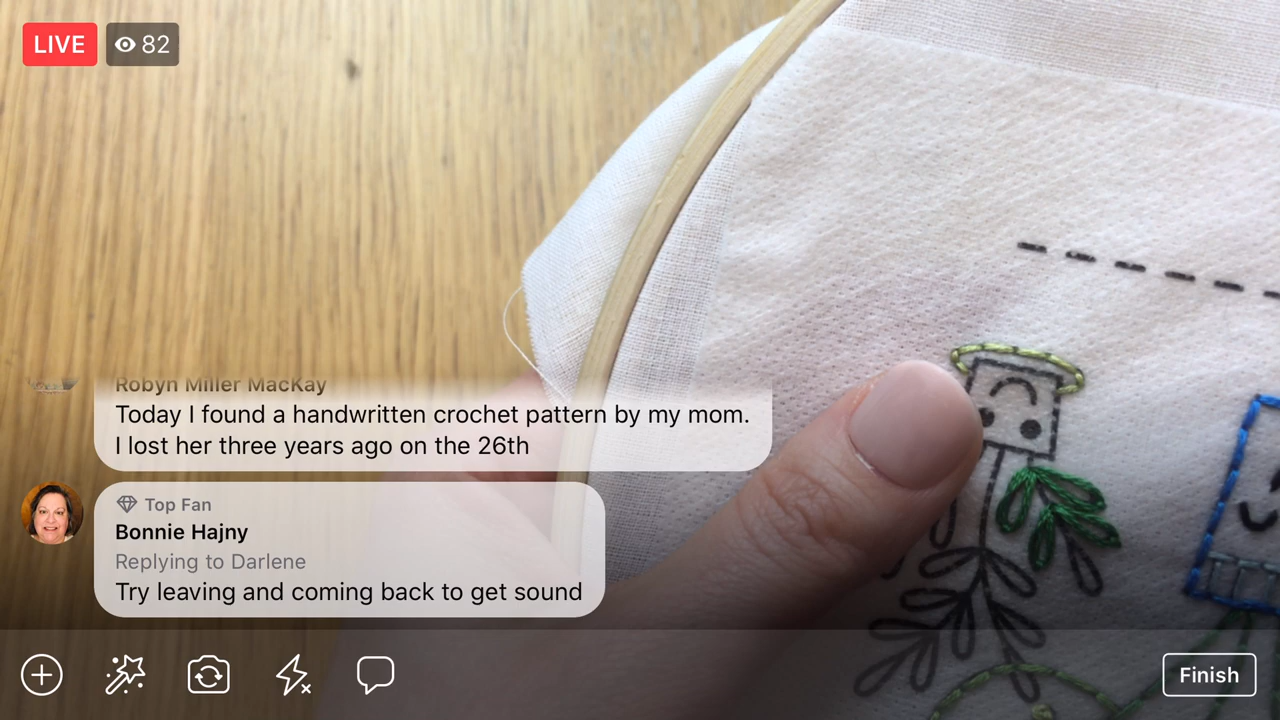 LIVE 82
Robyn Miller MacKay
Today I found a handwritten crochet pattern by my mom.
I lost her three years ago on the 26th
Top Fan
Bonnie Hajny
Replying to Darlene
Try leaving and coming back to get sound
Finish